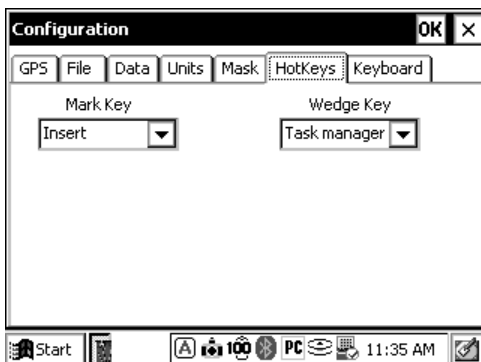 Configuration OK ×
GPS File Data Units Mask HotKeys Keyboard
Mark Key Wedge Key
Insert Task manager
Start A 100 PC 11:35 AM